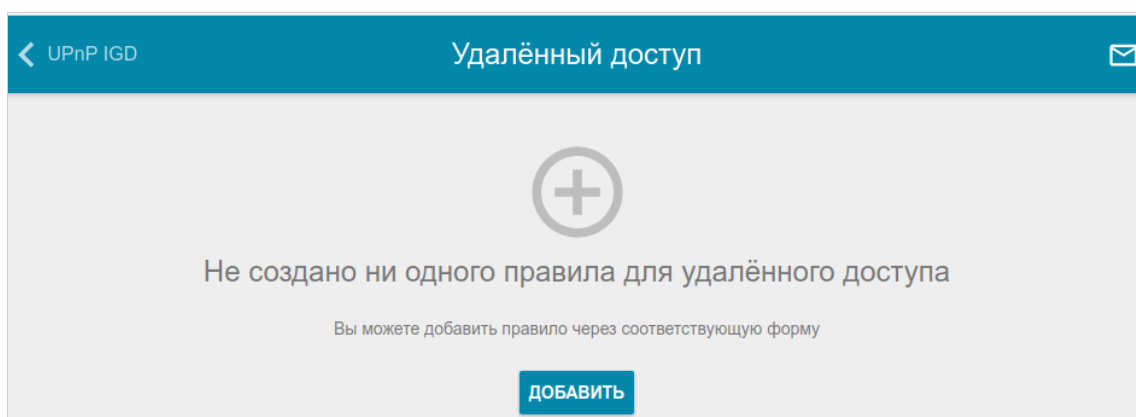 UPnP IGD
Удалённый доступ
Не создано ни одного правила для удалённого доступа
Вы можете добавить правило через соответствующую форму
ДОБАВИТЬ